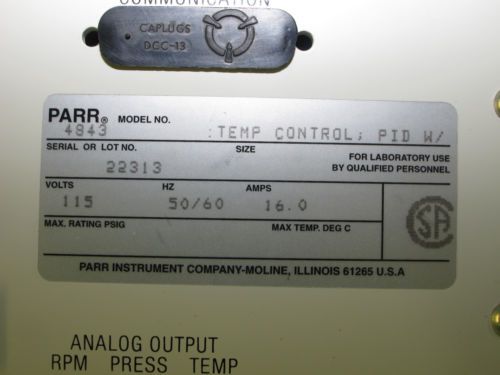 COMMUNICATION
CAPLUGS
DCC-13
PARR® MODEL NO.
4843 :TEMP CONTROL; PID W/
SERIAL OR LOT NO. SIZE
FOR LABORATORY USE
22313 BY QUALIFIED PERSONNEL
VOLTS HZ AMPS
115 50/60 16.0
MAX. RATING PSIG MAX TEMP. DEG C
SA
PARR INSTRUMENT COMPANY-MOLINE, ILLINOIS 61265 U.S.A
ANALOG OUTPUT
RPM PRESS TEMP